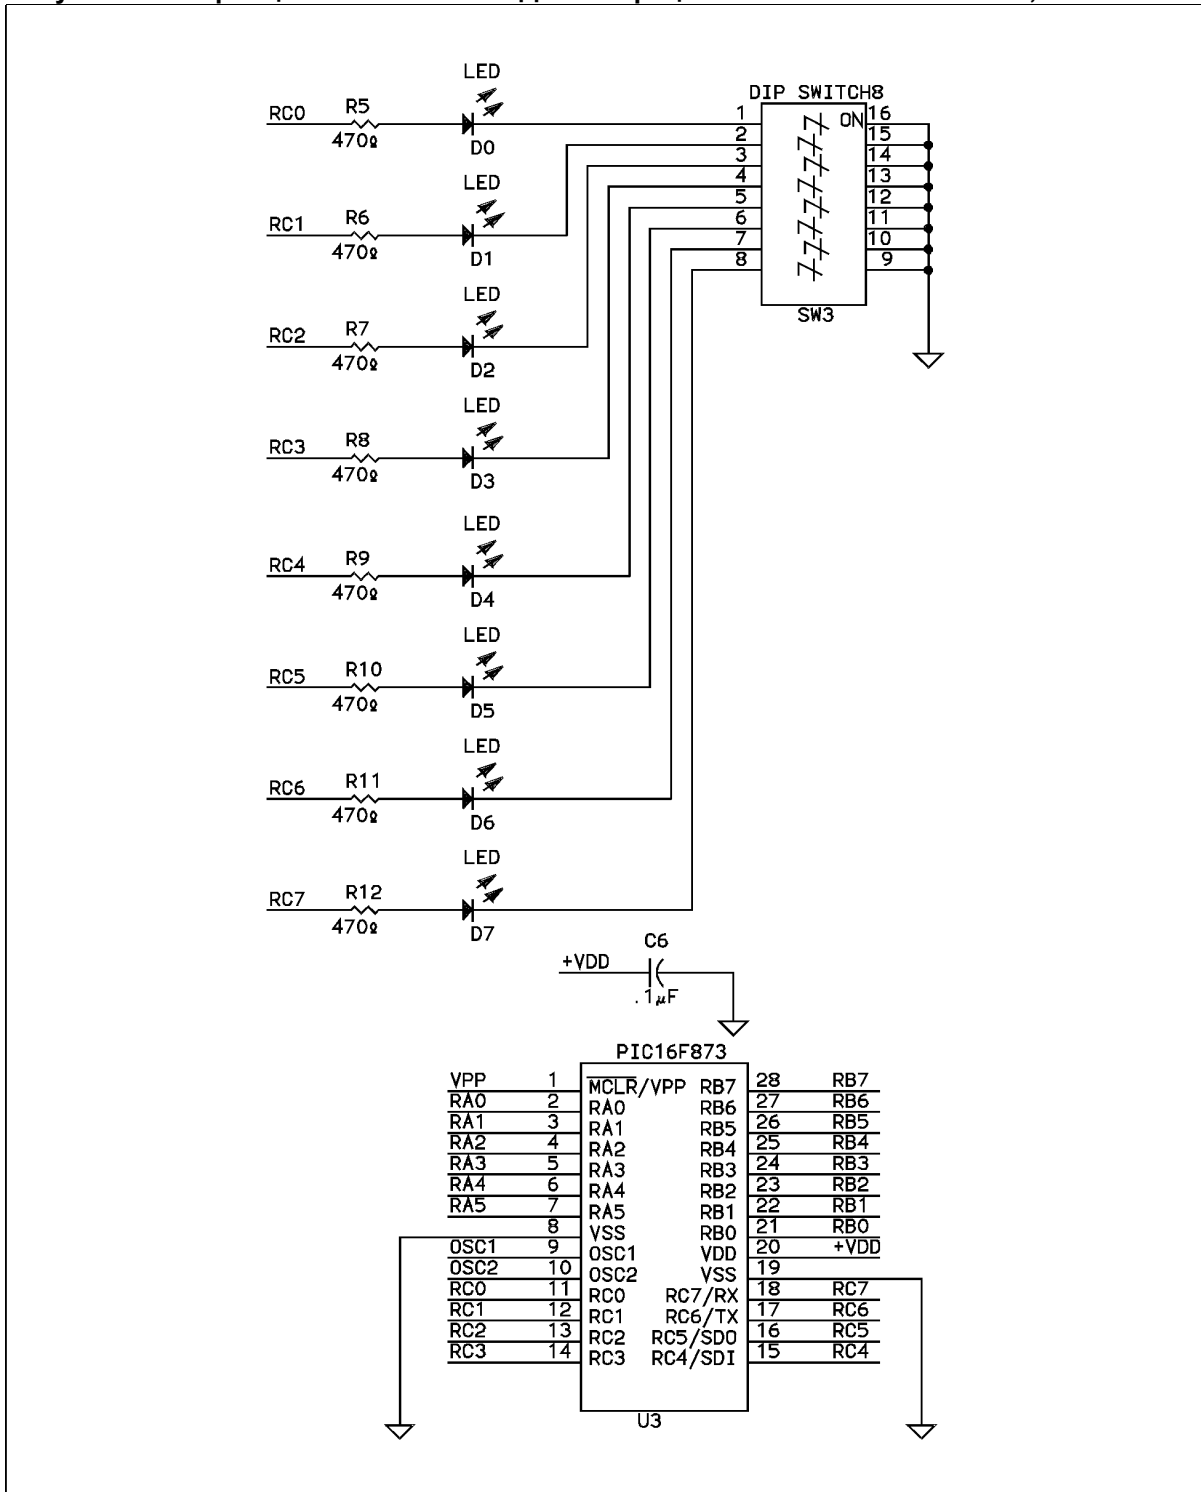 LED
DIP SWITCH8
RC0 R5 1 ON 16
470Ω D0 2 15
3 14
LED 4 13
5 12
RC1 R6 6 11
470Ω D1 7 10
8 9
LED
SW3
RC2 R7
470Ω D2
LED
RC3 R8
470Ω D3
LED
RC4 R9
470Ω D4
LED
RC5 R10
470Ω D5
LED
RC6 R11
470Ω D6
LED
RC7 R12
470Ω D7
C6
+VDD
.1μF
PIC16F873
VPP 1 MCLR/VPP RB7 28 RB7
RA0 2 RA0 RB6 27 RB6
RA1 3 RA1 RB5 26 RB5
RA2 4 RA2 RB4 25 RB4
RA3 5 RA3 RB3 24 RB3
RA4 6 RA4 RB2 23 RB2
RA5 7 RA5 RB1 22 RB1
8 VSS RB0 21 RB0
OSC1 9 OSC1 VDD 20 +VDD
OSC2 10 OSC2 VSS 19
RC0 11 RC0 RC7/RX 18 RC7
RC1 12 RC1 RC6/TX 17 RC6
RC2 13 RC2 RC5/SDO 16 RC5
RC3 14 RC3 RC4/SDI 15 RC4
U3